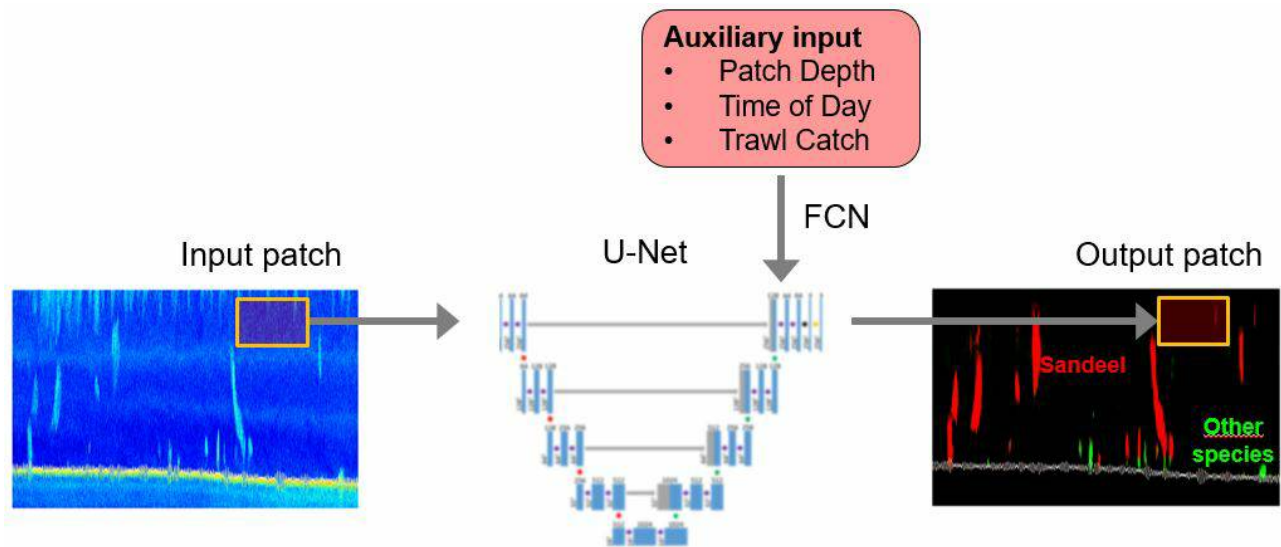 Auxiliary input
• Patch Depth
• Time of Day
• Trawl Catch
FCN
Input patch
U-Net
Output patch
Sandeel
Other
species